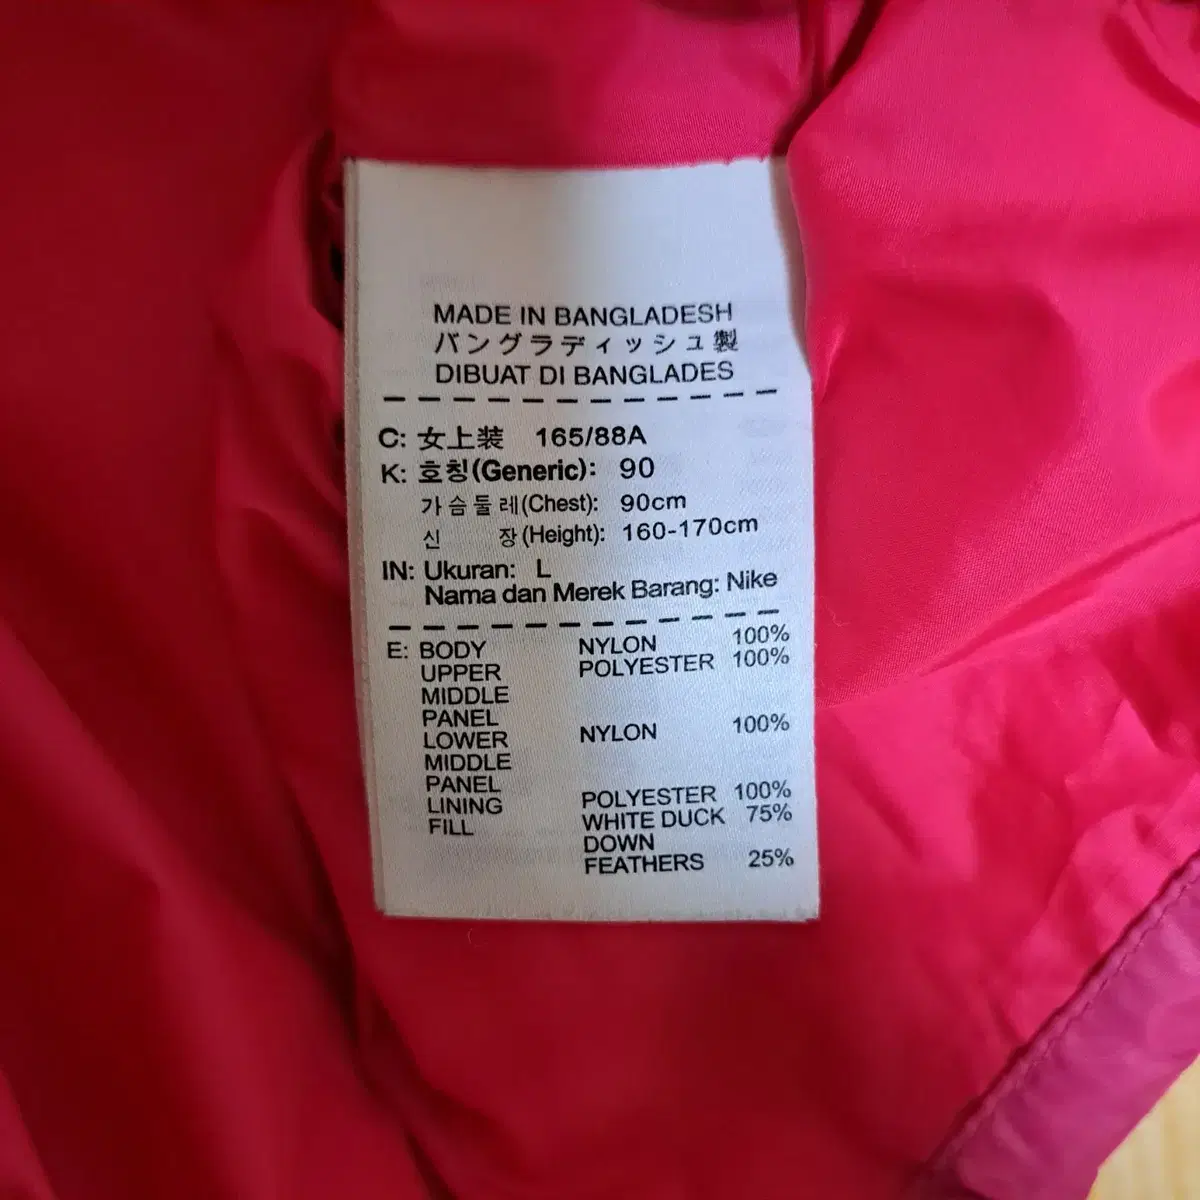 MADE IN BANGLADESH
バングラディッシュ製
DIBUAT DI BANGLADES
C: 女上装 165/88A
K: 호칭(Generic): 90
가슴둘레(Chest): 90cm
신 장(Height): 160-170cm
IN: Ukuran: L
Nama dan Merek Barang: Nike
E: BODY NYLON 100%
UPPER POLYESTER 100%
MIDDLE
PANEL
LOWER NYLON 100%
MIDDLE
PANEL
LINING POLYESTER 100%
FILL WHITE DUCK 75%
DOWN
FEATHERS 25%